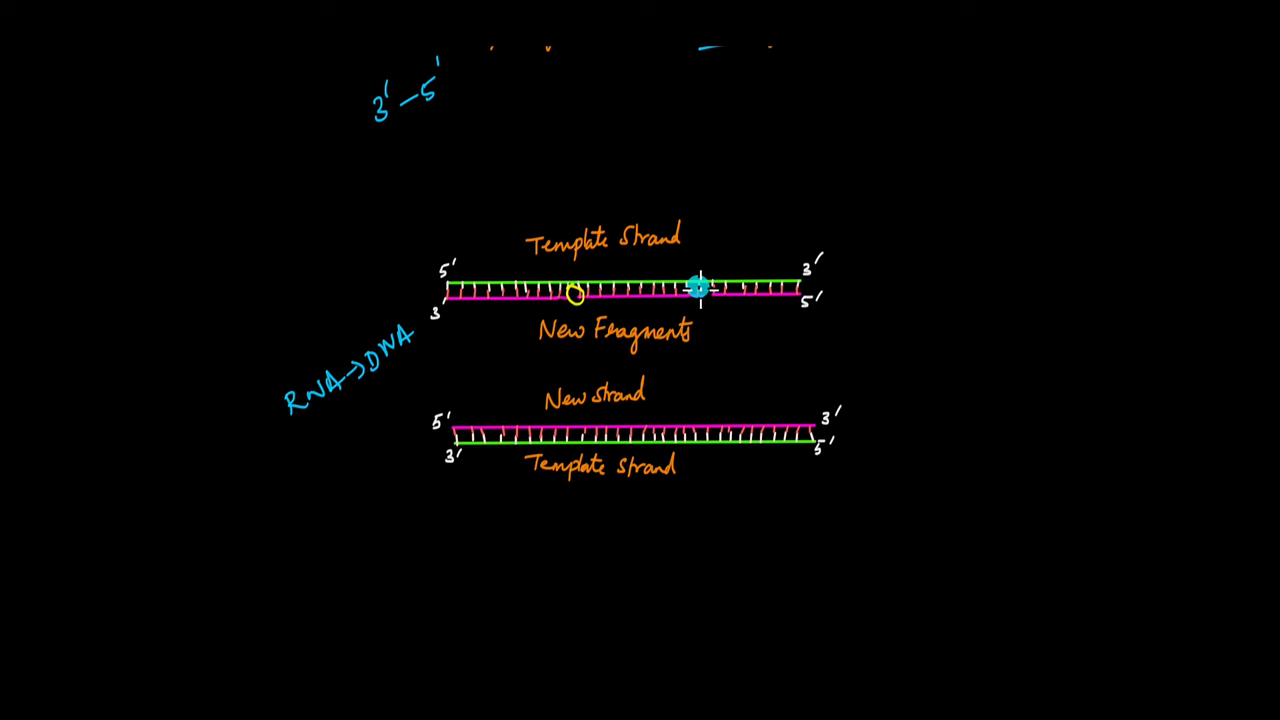 3' - 5'
Template Strand
5' 3'
3' 5'
New Fragments
RNA → DNA
New strand
5' 3'
3' 5'
Template strand